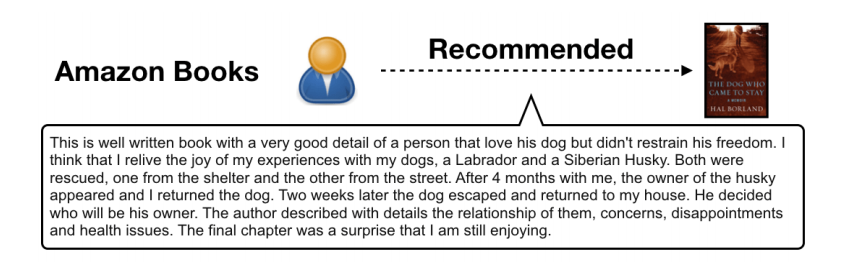 Recommended
Amazon Books
THE DOG WHO
CAME TO STAY
A MEMOIR
HAL BORLAND
This is well written book with a very good detail of a person that love his dog but didn't restrain his freedom. I
think that I relive the joy of my experiences with my dogs, a Labrador and a Siberian Husky. Both were
rescued, one from the shelter and the other from the street. After 4 months with me, the owner of the husky
appeared and I returned the dog. Two weeks later the dog escaped and returned to my house. He decided
who will be his owner. The author described with details the relationship of them, concerns, disappointments
and health issues. The final chapter was a surprise that I am still enjoying.